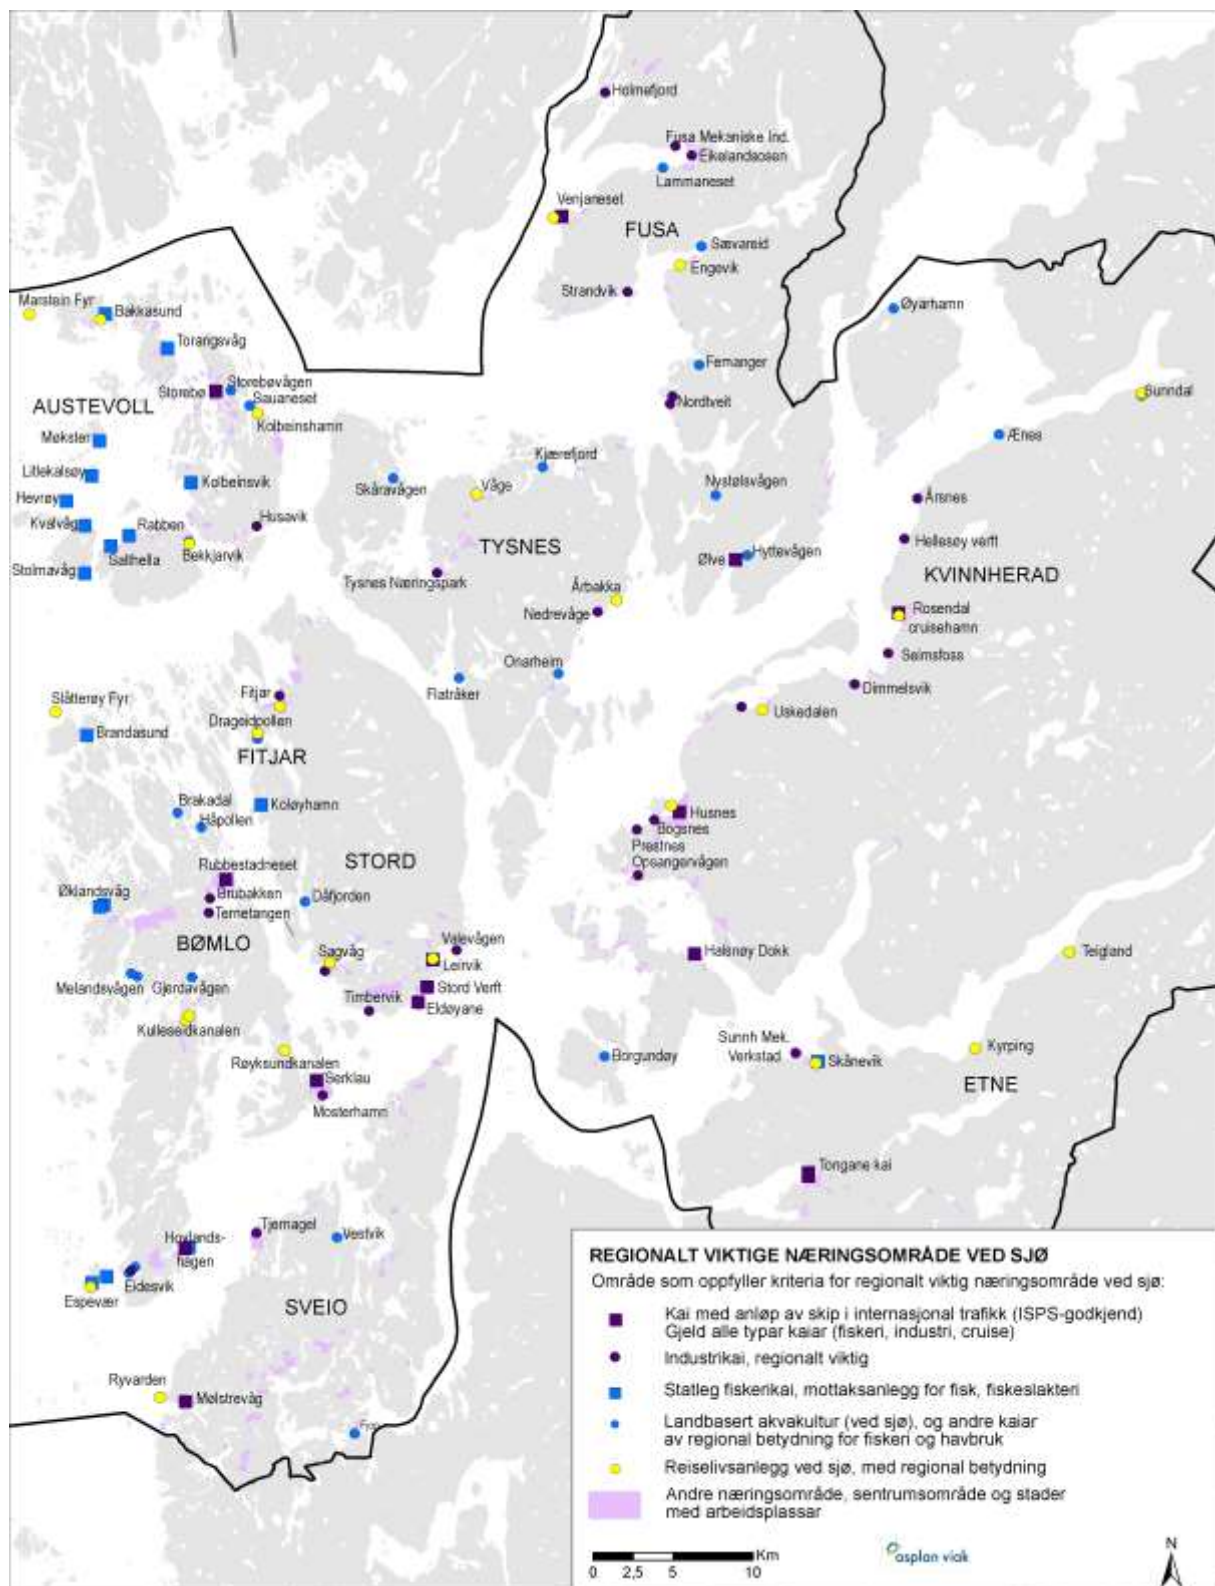 Holmefjord
Fusa Mekaniske Ind.
Eikelandsosen
Lammaneset
Venjaneset
FUSA
Sævareid
Engevik
Strandvik
Marstein Fyr
Bakkasund
Øyarhamn
Torangsvåg
Femanger
Storebøvågen
Storebø
Sauaneset
AUSTEVOLL
Kolbeinshamn
Nordtveit
Sunndal
Møkster
Ænes
Kjærefjord
Litlekalsøy
Kolbeinsvik
Skåravågen
Våge
Nystølsvågen
Hevrøy
Årsnes
Kvalvåg
Rabben
Husavik
Hellesøy verft
Salthella
Bekkjarvik
TYSNES
Hyttevågen
Ølve
Stolmavåg
Tysnes Næringspark
KVINNHERAD
Årbakka
Nedrevåge
Rosendal
cruisehamn
Seimsfoss
Onarheim
Flatråker
Dimmelsvik
Fitjar
Slåtterøy Fyr
Uskedalen
Drageidpollen
Brandasund
FITJAR
Brakadal
Koløyhamn
Håpollen
Husnes
Bogsnes
Prestnes
Opsangervågen
STORD
Rubbestadneset
Øklandsvåg
Brubakken
Dåfjorden
Ternetangen
BØMLO
Valevågen
Sagvåg
Leirvik
Halsnøy Dokk
Teigland
Melandsvågen
Gjerdavågen
Stord Verft
Timbervik
Eldøyane
Kulleseidkanalen
Sunnh Mek.
Verkstad
Kyrping
Røyksundkanalen
Borgundøy
Skånevik
ETNE
Serklau
Mosterhamn
Tongane kai
Tjernagel
Vestvik
Hovlands-
hagen
Eidesvik
Espevær
SVEIO
Ryvarden
Mølstrevåg
REGIONALT VIKTIGE NÆRINGSOMRÅDE VED SJØ
Område som oppfyller kriteria for regionalt viktig næringsområde ved sjø:
Kai med anløp av skip i internasjonal trafikk (ISPS-godkjend)
Gjeld alle typar kaiar (fiskeri, industri, cruise)
Industrikai, regionalt viktig
Statleg fiskerikai, mottaksanlegg for fisk, fiskeslakteri
Landbasert akvakultur (ved sjø), og andre kaiar
av regional betydning for fiskeri og havbruk
Reiselivsanlegg ved sjø, med regional betydning
Andre næringsområde, sentrumsområde og stader
med arbeidsplassar
Km
0 2,5 5 10
asplan viak
N